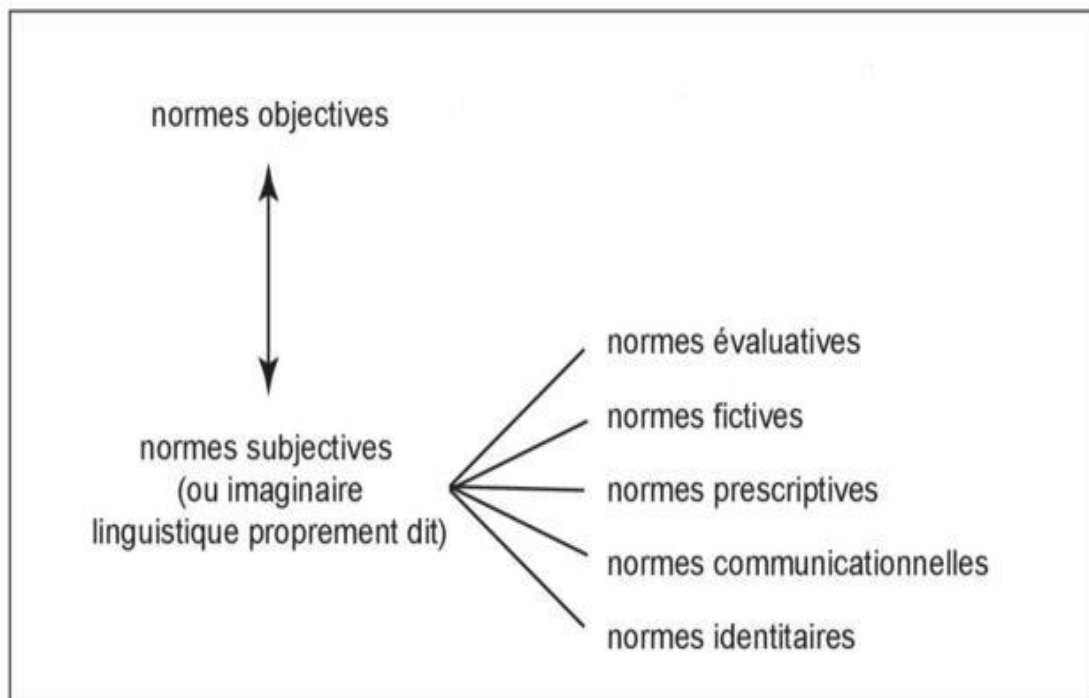 normes objectives
normes subjectives
(ou imaginaire
linguistique proprement dit)
normes évaluatives
normes fictives
normes prescriptives
normes communicationnelles
normes identitaires